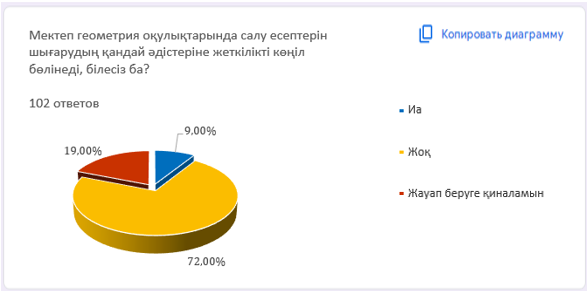 Мектеп геометрия оқулықтарында салу есептерін
шығарудың қандай әдістеріне жеткілікті көңіл
бөлінеді, білесіз ба?
Копировать диаграмму
102 ответов
9,00%
19,00%
72,00%
Иа
Жоқ
Жауап беруге қиналамын